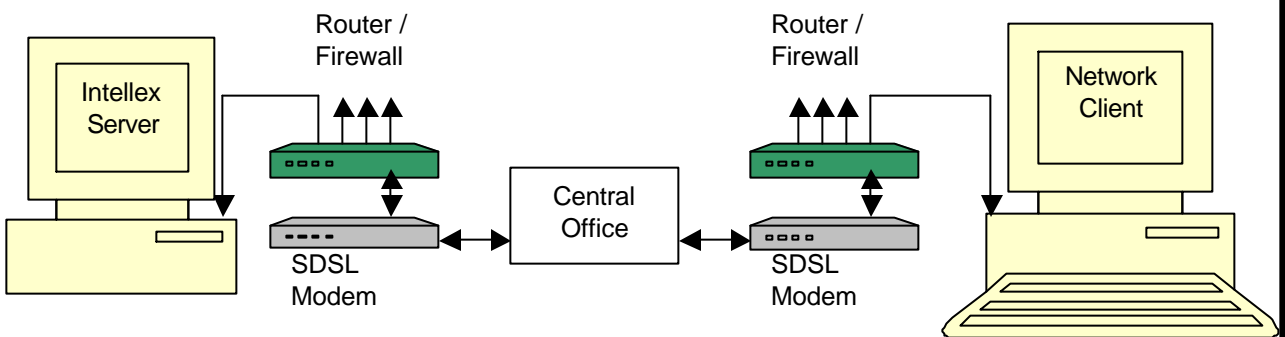 Router /
Firewall
Router /
Firewall
Intellex
Server
Network
Client
Central
Office
SDSL
Modem
SDSL
Modem